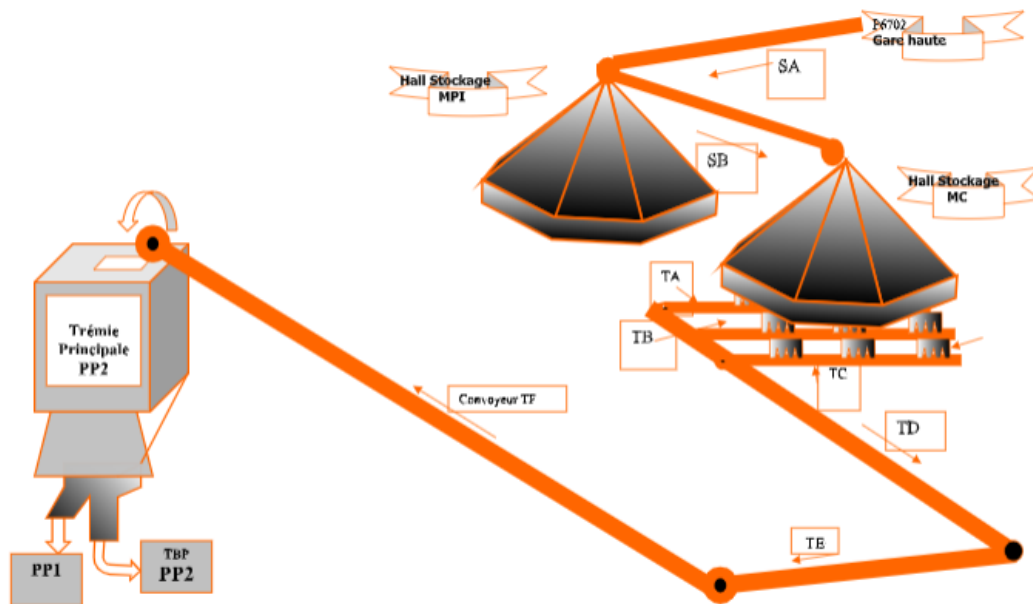 P6702
Gare haute
SA
Hall Stockage
MPI
SB
Hall Stockage
MC
TA
TB
TC
Trémie
Principale
PP2
Convoyeur TF
TD
TE
PP1
TBP
PP2